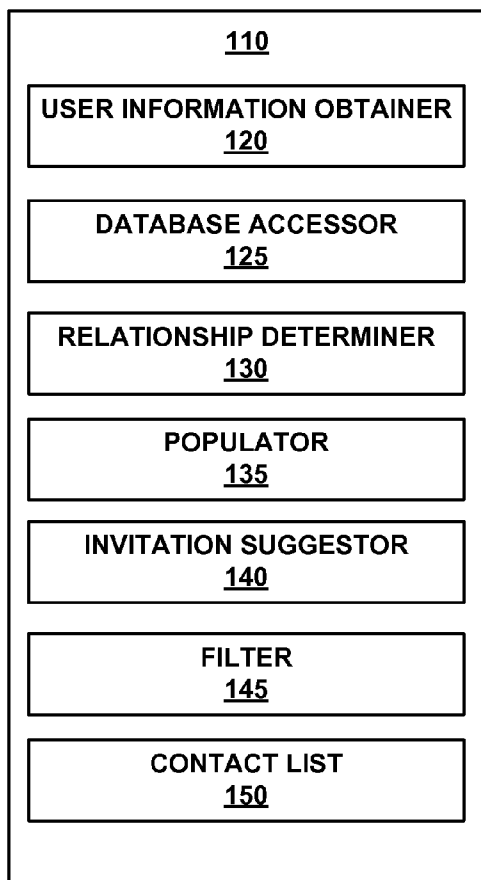 110
USER INFORMATION OBTAINER
120
DATABASE ACCESSOR
125
RELATIONSHIP DETERMINER
130
POPULATOR
135
INVITATION SUGGESTOR
140
FILTER
145
CONTACT LIST
150